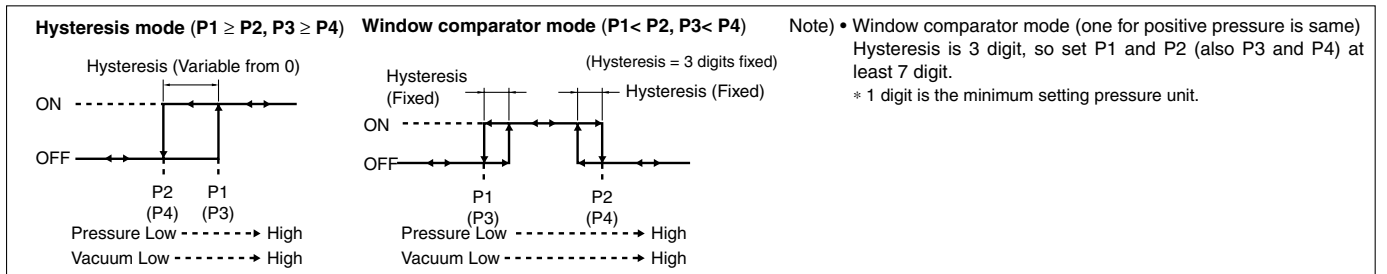 Hysteresis mode (P1 ≥ P2, P3 ≥ P4)
Hysteresis (Variable from 0)
ON
OFF
P2 P1
(P4) (P3)
Pressure Low High
Vacuum Low High
Window comparator mode (P1< P2, P3< P4)
(Hysteresis = 3 digits fixed)
Hysteresis
(Fixed)
Hysteresis (Fixed)
ON
OFF
P1 P2
(P3) (P4)
Pressure Low High
Vacuum Low High
Note) • Window comparator mode (one for positive pressure is same)
Hysteresis is 3 digit, so set P1 and P2 (also P3 and P4) at
least 7 digit.
* 1 digit is the minimum setting pressure unit.